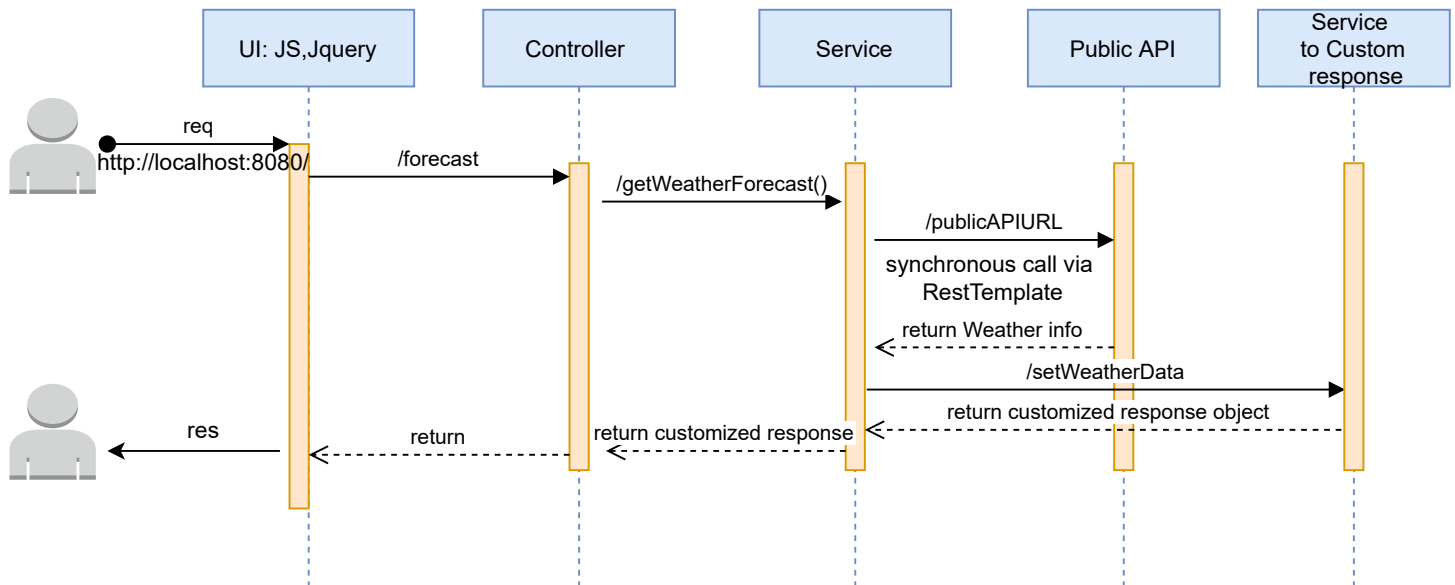 UI: JS,Jquery
Controller
Service
Public API
Service
to Custom
response
req
http://localhost:8080/
/forecast
/getWeatherForecast()
/publicAPIURL
synchronous call via
RestTemplate
return Weather info
/setWeatherData
return customized response object
return customized response
return
res